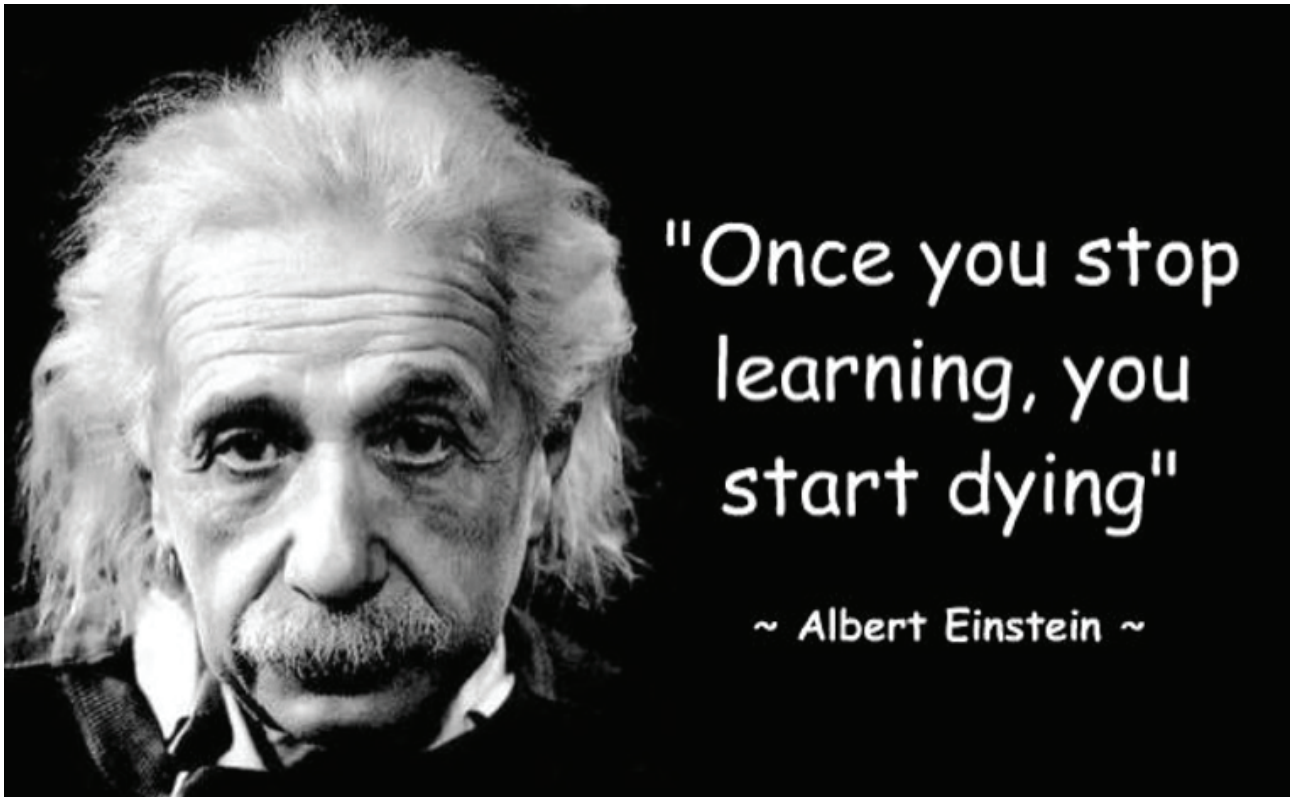 "Once you stop
learning, you
start dying"
~ Albert Einstein ~